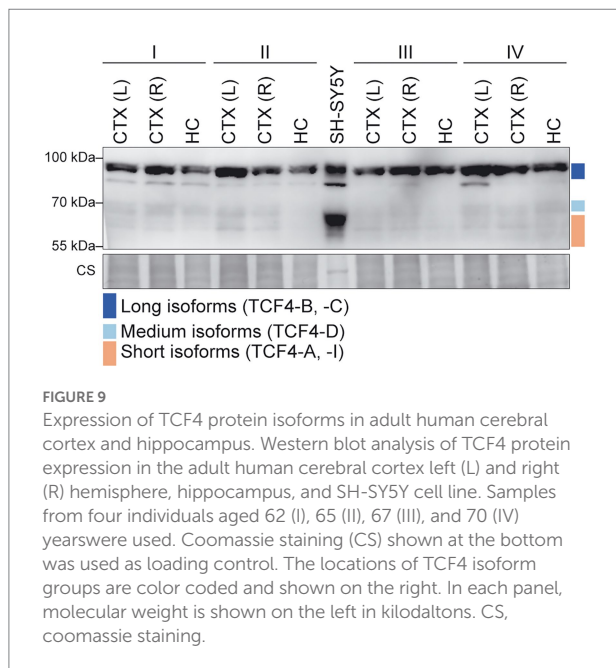 I II III IV
CTX (L) CTX (R) HC CTX (L) CTX (R) HC SH-SY5Y CTX (L) CTX (R) HC CTX (L) CTX (R) HC
100 kDa
70 kDa
55 kDa
CS
Long isoforms (TCF4-B, -C)
Medium isoforms (TCF4-D)
Short isoforms (TCF4-A, -I)
FIGURE 9
Expression of TCF4 protein isoforms in adult human cerebral
cortex and hippocampus. Western blot analysis of TCF4 protein
expression in the adult human cerebral cortex left (L) and right
(R) hemisphere, hippocampus, and SH-SY5Y cell line. Samples
from four individuals aged 62 (I), 65 (II), 67 (III), and 70 (IV)
yearswere used. Coomassie staining (CS) shown at the bottom
was used as loading control. The locations of TCF4 isoform
groups are color coded and shown on the right. In each panel,
molecular weight is shown on the left in kilodaltons. CS,
coomassie staining.